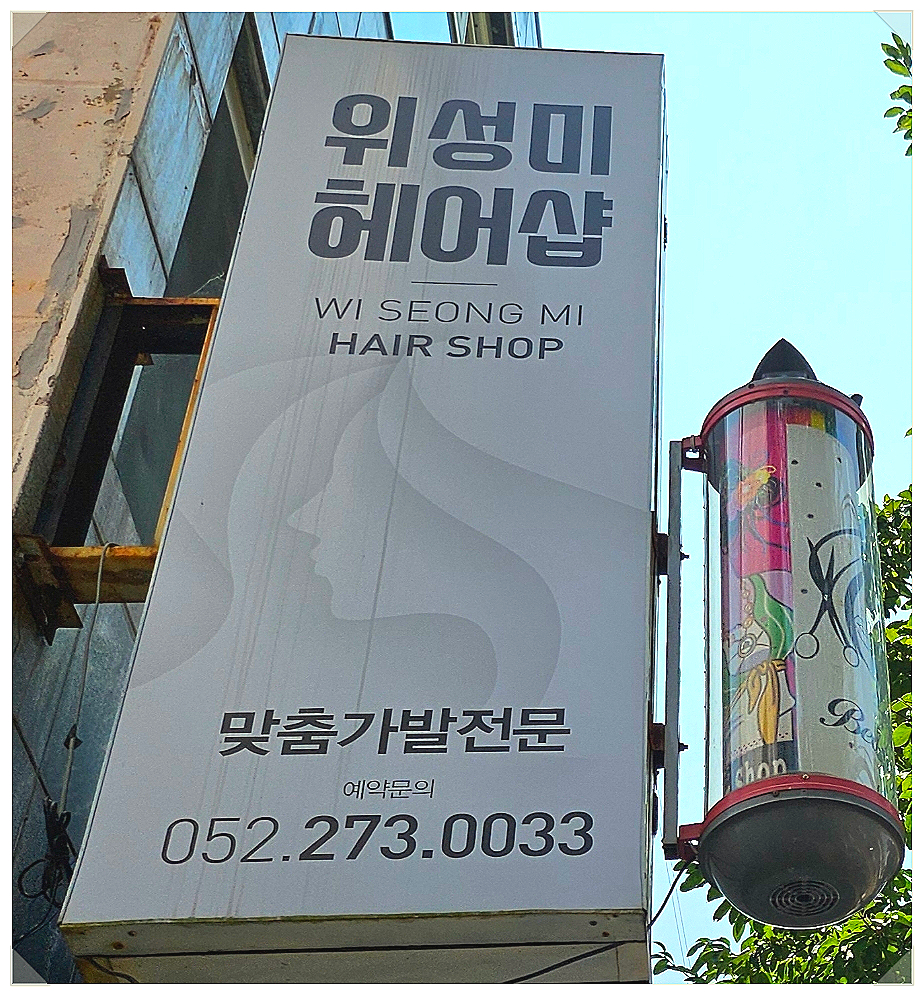 위성미
헤어샵
WI SEONG MI
HAIR SHOP
맞춤가발전문
예약문의
052.273.0033
shop